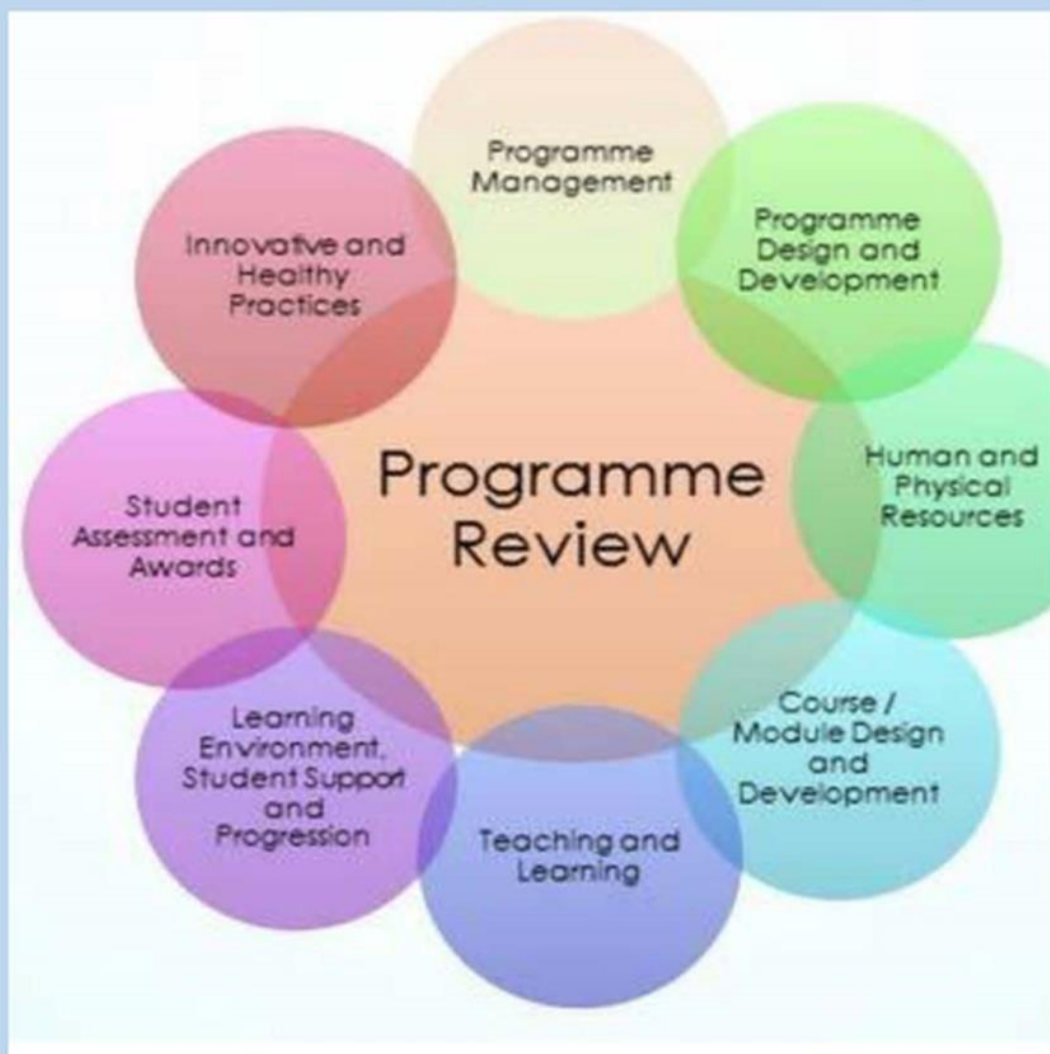 Programme
Management
Programme
Design and
Development
Human and
Physical
Resources
Course /
Module Design
and
Development
Teaching and
Learning
Learning
Environment,
Student Support
and
Progression
Student
Assessment and
Awards
Innovative and
Healthy
Practices
Programme
Review